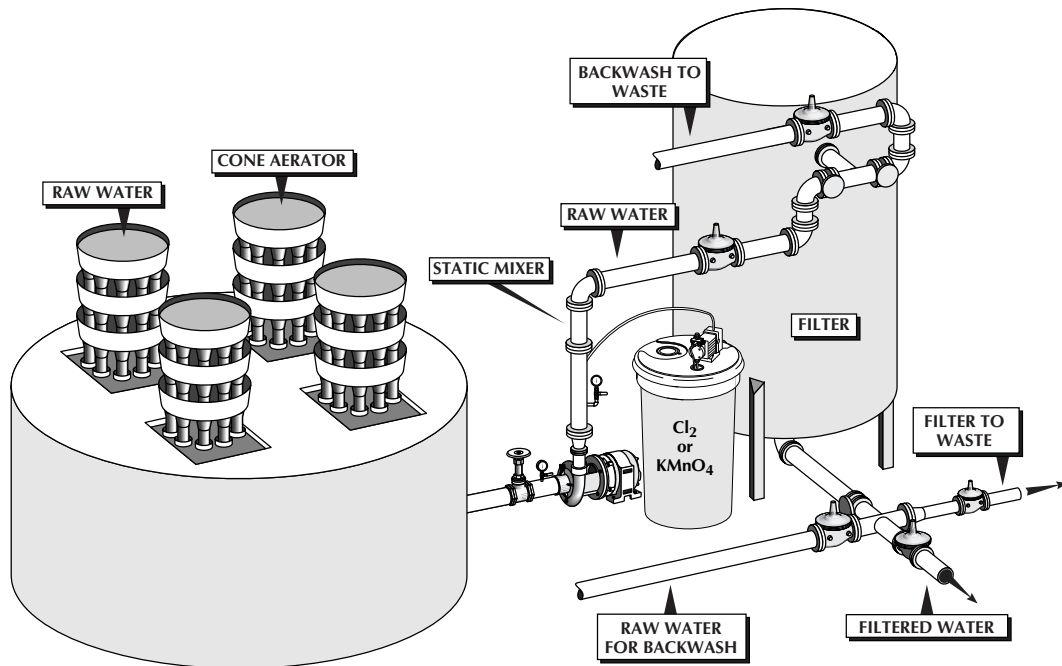 BACKWASH TO
WASTE
CONE AERATOR
RAW WATER
RAW WATER
STATIC MIXER
FILTER
Cl₂
or
KMnO₄
FILTER TO
WASTE
RAW WATER
FOR BACKWASH
FILTERED WATER